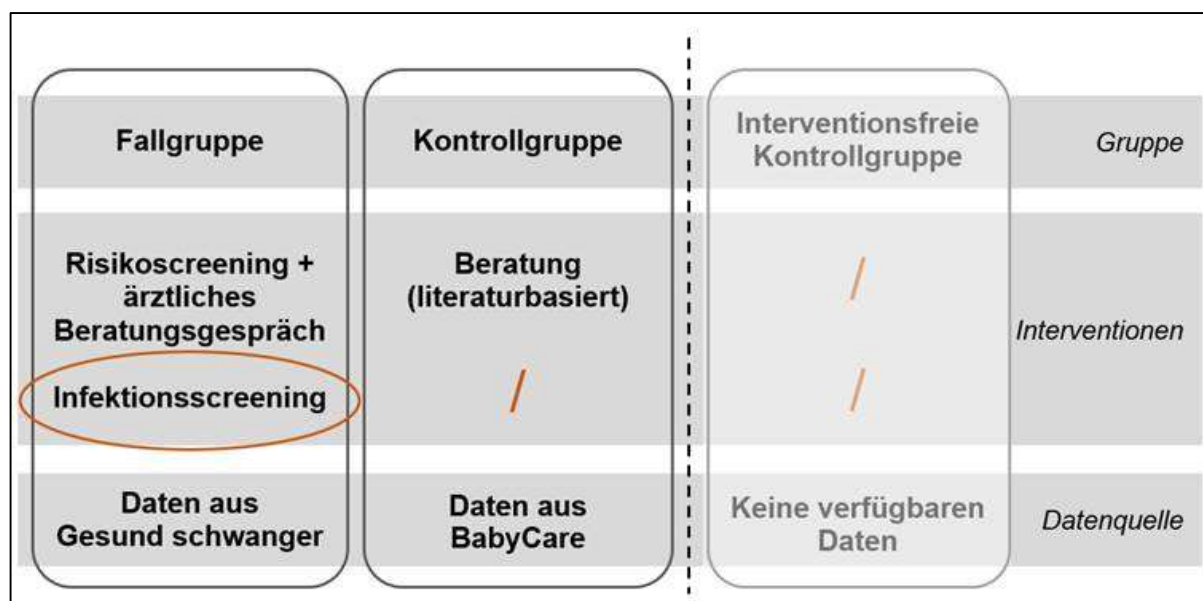 Fallgruppe
Kontrollgruppe
Interventionsfreie
Kontrollgruppe
Gruppe
Risikoscreening +
ärztliches
Beratungsgespräch
Infektionsscreening
Beratung
(literaturbasiert)
/
/
/
Interventionen
Daten aus
Gesund schwanger
Daten aus
BabyCare
Keine verfügbaren
Daten
Datenquelle